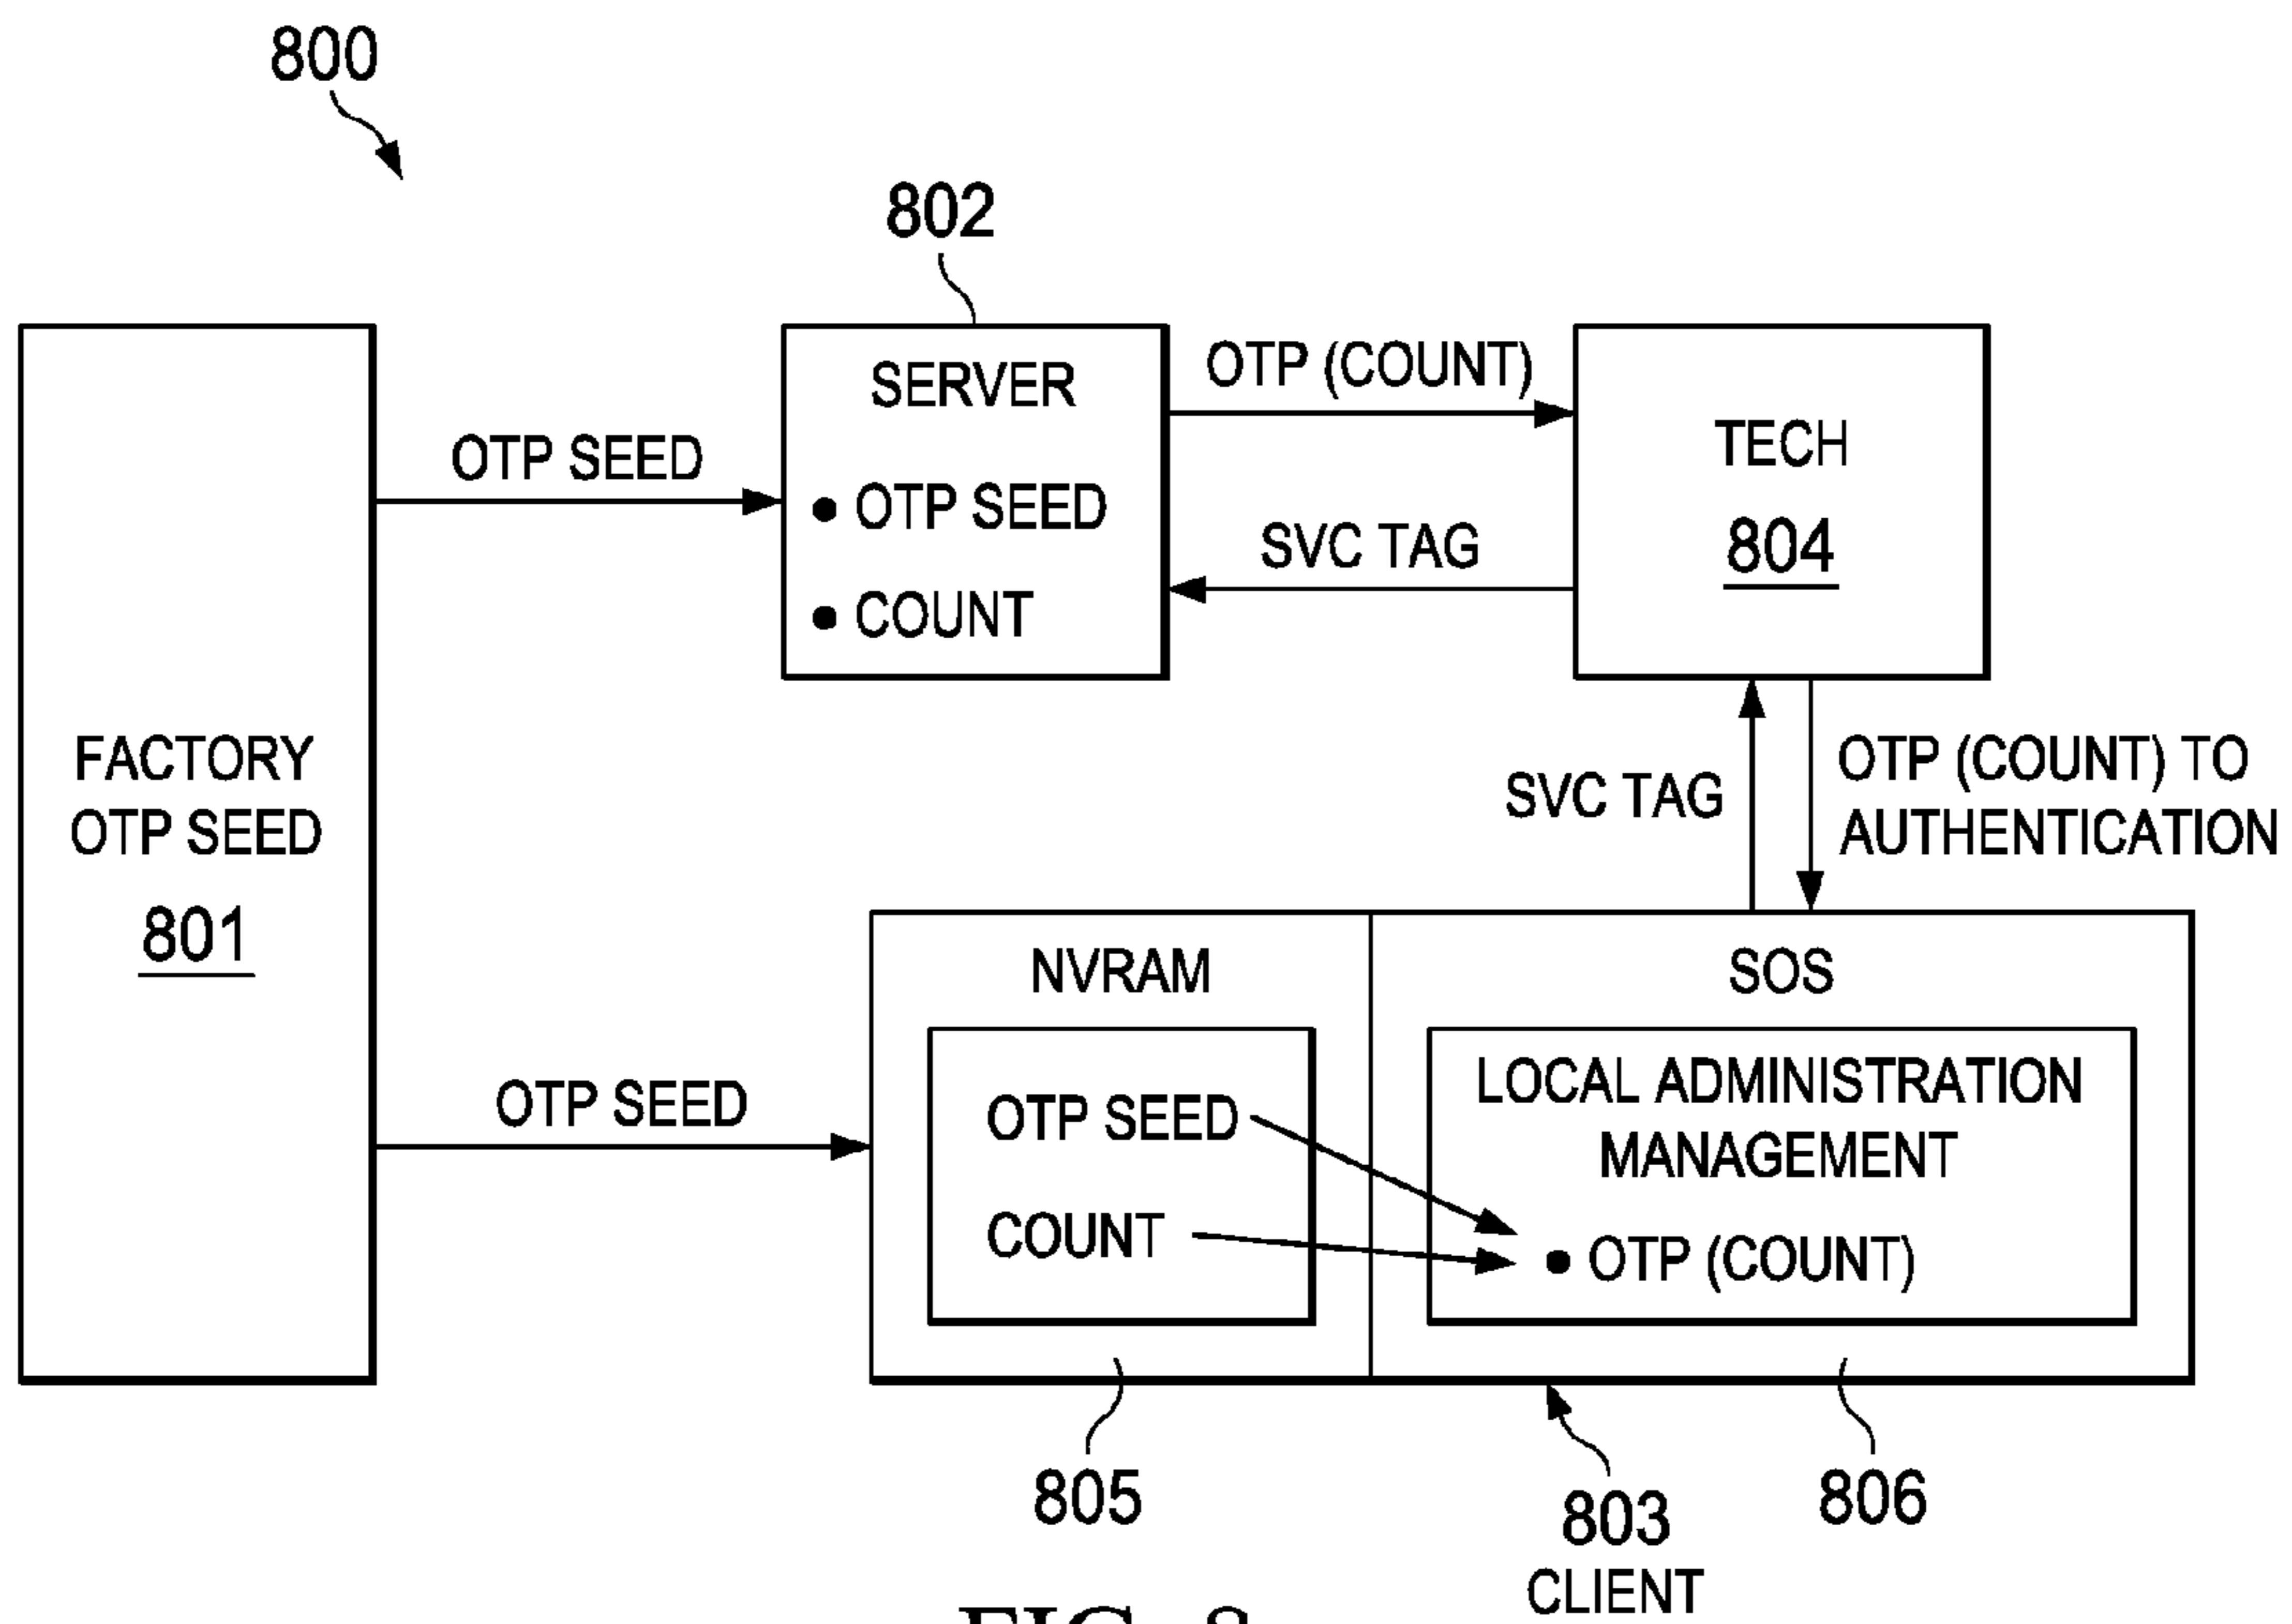 800
802
SERVER
• OTP SEED
• COUNT
OTP (COUNT)
SVC TAG
TECH
804
OTP SEED
FACTORY
OTP SEED
801
OTP SEED
SVC TAG
OTP (COUNT) TO
AUTHENTICATION
NVRAM
OTP SEED
COUNT
SOS
LOCAL ADMINISTRATION
MANAGEMENT
• OTP (COUNT)
805
803
CLIENT
806
FIG. 8